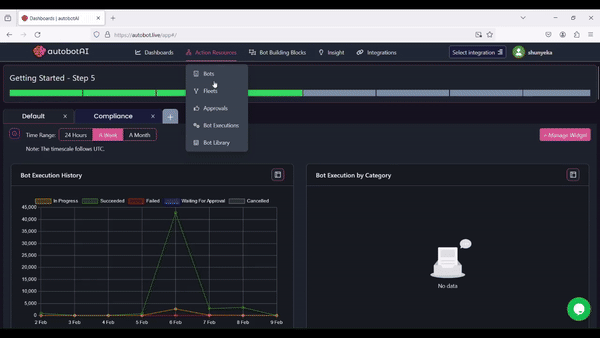 Dashboards | autobotAI
https://autobot.live/app#/
autobotAI
Dashboards
Active Resources
Bot Building Blocks
Insight
Integrations
Select integration
shunyeka
Bots
Fleets
Approvals
Bot Executions
Bot Library
Getting Started - Step 5
Default
Compliance
Time Range:
24 Hours
A Week
A Month
+ Manage Widget
Note: The timescale follows UTC.
Bot Execution History
In Progress
Succeeded
Failed
Waiting For Approval
Cancelled
45,000
40,000
35,000
30,000
25,000
20,000
15,000
10,000
5,000
0
2 Feb
3 Feb
4 Feb
5 Feb
6 Feb
7 Feb
8 Feb
9 Feb
Bot Execution by Category
No data